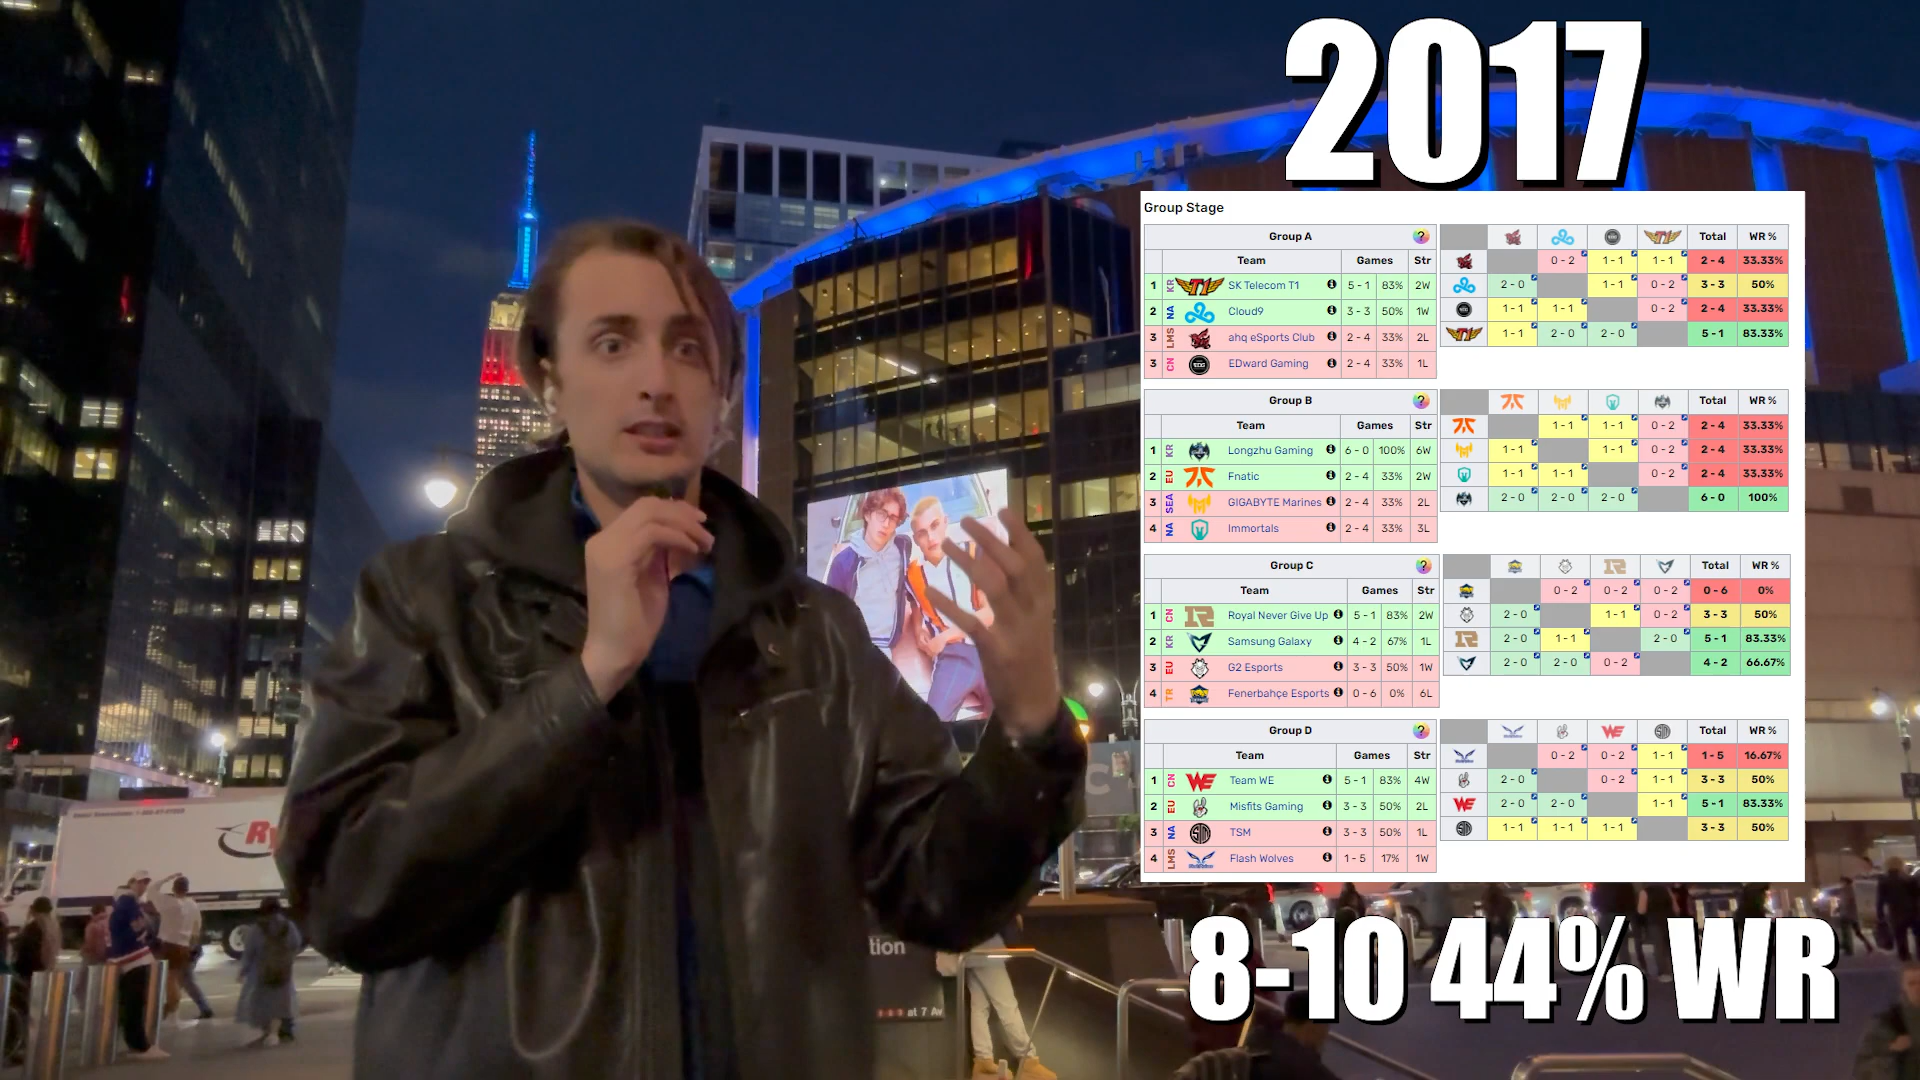 2017
Group Stage
Group A ?
Team Games Str
1 KR SK Telecom T1 5 - 1 83% 2W
2 NA Cloud9 3 - 3 50% 1W
3 LMS ahq eSports Club 2 - 4 33% 2L
3 CN EDward Gaming 2 - 4 33% 1L
Total WR %
0 - 2 1 - 1 1 - 1 2 - 4 33.33%
2 - 0 1 - 1 0 - 2 3 - 3 50%
1 - 1 1 - 1 0 - 2 2 - 4 33.33%
1 - 1 2 - 0 2 - 0 5 - 1 83.33%
Group B ?
Team Games Str
1 KR Longzhu Gaming 6 - 0 100% 6W
2 EU Fnatic 2 - 4 33% 2W
3 SEA GIGABYTE Marines 2 - 4 33% 2L
4 NA Immortals 2 - 4 33% 3L
Total WR %
1 - 1 1 - 1 0 - 2 2 - 4 33.33%
1 - 1 1 - 1 0 - 2 2 - 4 33.33%
1 - 1 1 - 1 0 - 2 2 - 4 33.33%
2 - 0 2 - 0 2 - 0 6 - 0 100%
Group C ?
Team Games Str
1 CN Royal Never Give Up 5 - 1 83% 2W
2 KR Samsung Galaxy 4 - 2 67% 1L
3 EU G2 Esports 3 - 3 50% 1W
4 TR Fenerbahçe Esports 0 - 6 0% 6L
Total WR %
0 - 2 0 - 2 0 - 2 0 - 6 0%
2 - 0 1 - 1 0 - 2 3 - 3 50%
2 - 0 1 - 1 2 - 0 5 - 1 83.33%
2 - 0 2 - 0 0 - 2 4 - 2 66.67%
Group D ?
Team Games Str
1 CN Team WE 5 - 1 83% 4W
2 EU Misfits Gaming 3 - 3 50% 2L
3 NA TSM 3 - 3 50% 1L
4 LMS Flash Wolves 1 - 5 17% 1W
Total WR %
0 - 2 0 - 2 1 - 1 1 - 5 16.67%
2 - 0 0 - 2 1 - 1 3 - 3 50%
2 - 0 2 - 0 1 - 1 5 - 1 83.33%
1 - 1 1 - 1 1 - 1 3 - 3 50%
8-10 44% WR
Ry
tion
at 7 Av